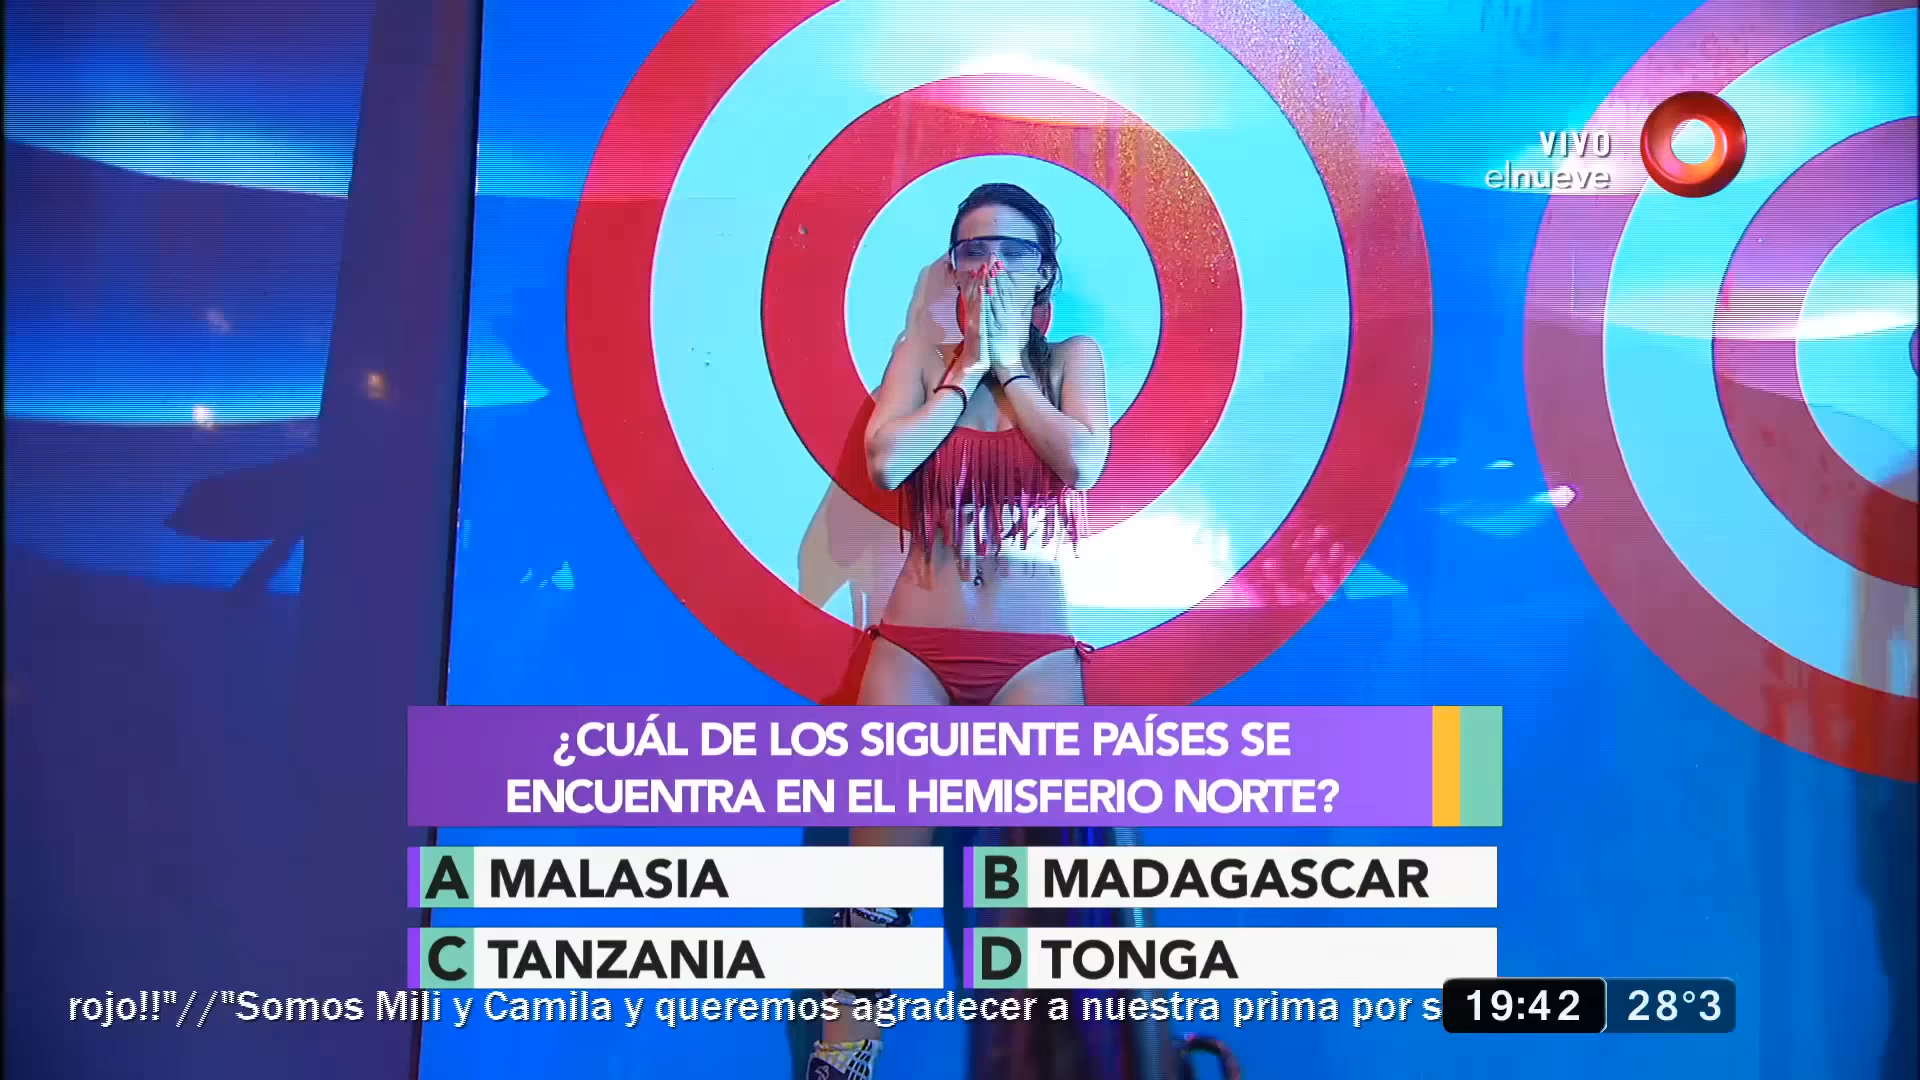 VIVO
elnueve
¿CUÁL DE LOS SIGUIENTE PAÍSES SE
ENCUENTRA EN EL HEMISFERIO NORTE?
A MALASIA
B MADAGASCAR
C TANZANIA
D TONGA
rojo!!"//"Somos Mili y Camila y queremos agradecer a nuestra prima por s
19:42 28°3